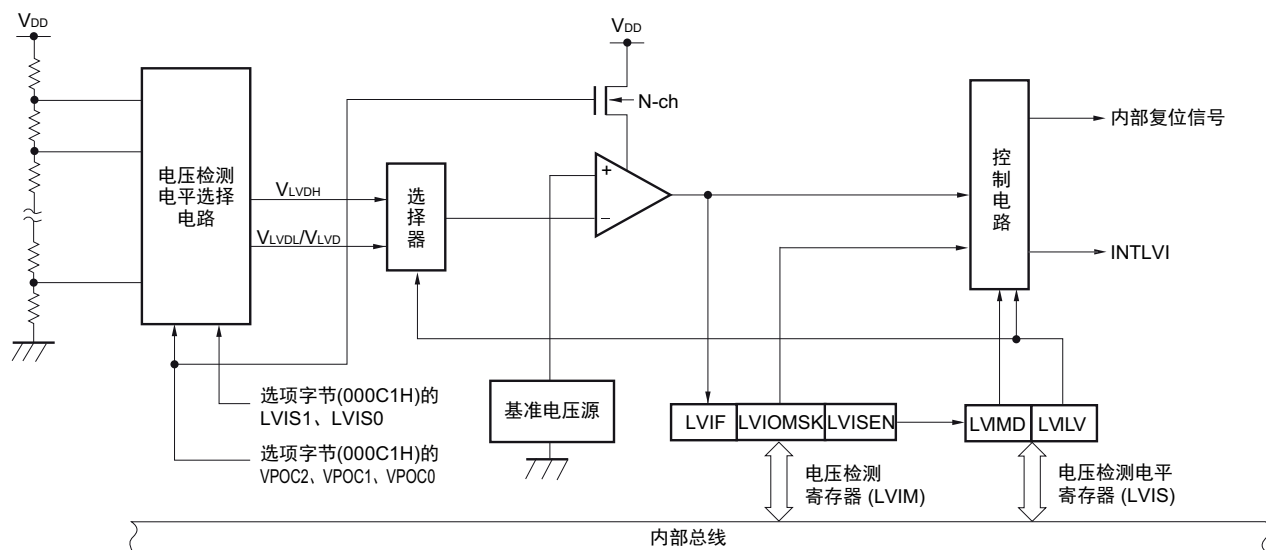 VDD
VDD
N-ch
电压检测
电平选择
电路
VLVDH
VLVDL/VLVD
选择器
+
−
控制电路
内部复位信号
INTLVI
选项字节(000C1H)的
LVIS1、LVIS0
选项字节(000C1H)的
VPOC2、VPOC1、VPOC0
基准电压源
LVIF
LVIOMSK
LVISEN
LVIMD
LVILV
电压检测
寄存器 (LVIM)
电压检测电平
寄存器 (LVIS)
内部总线